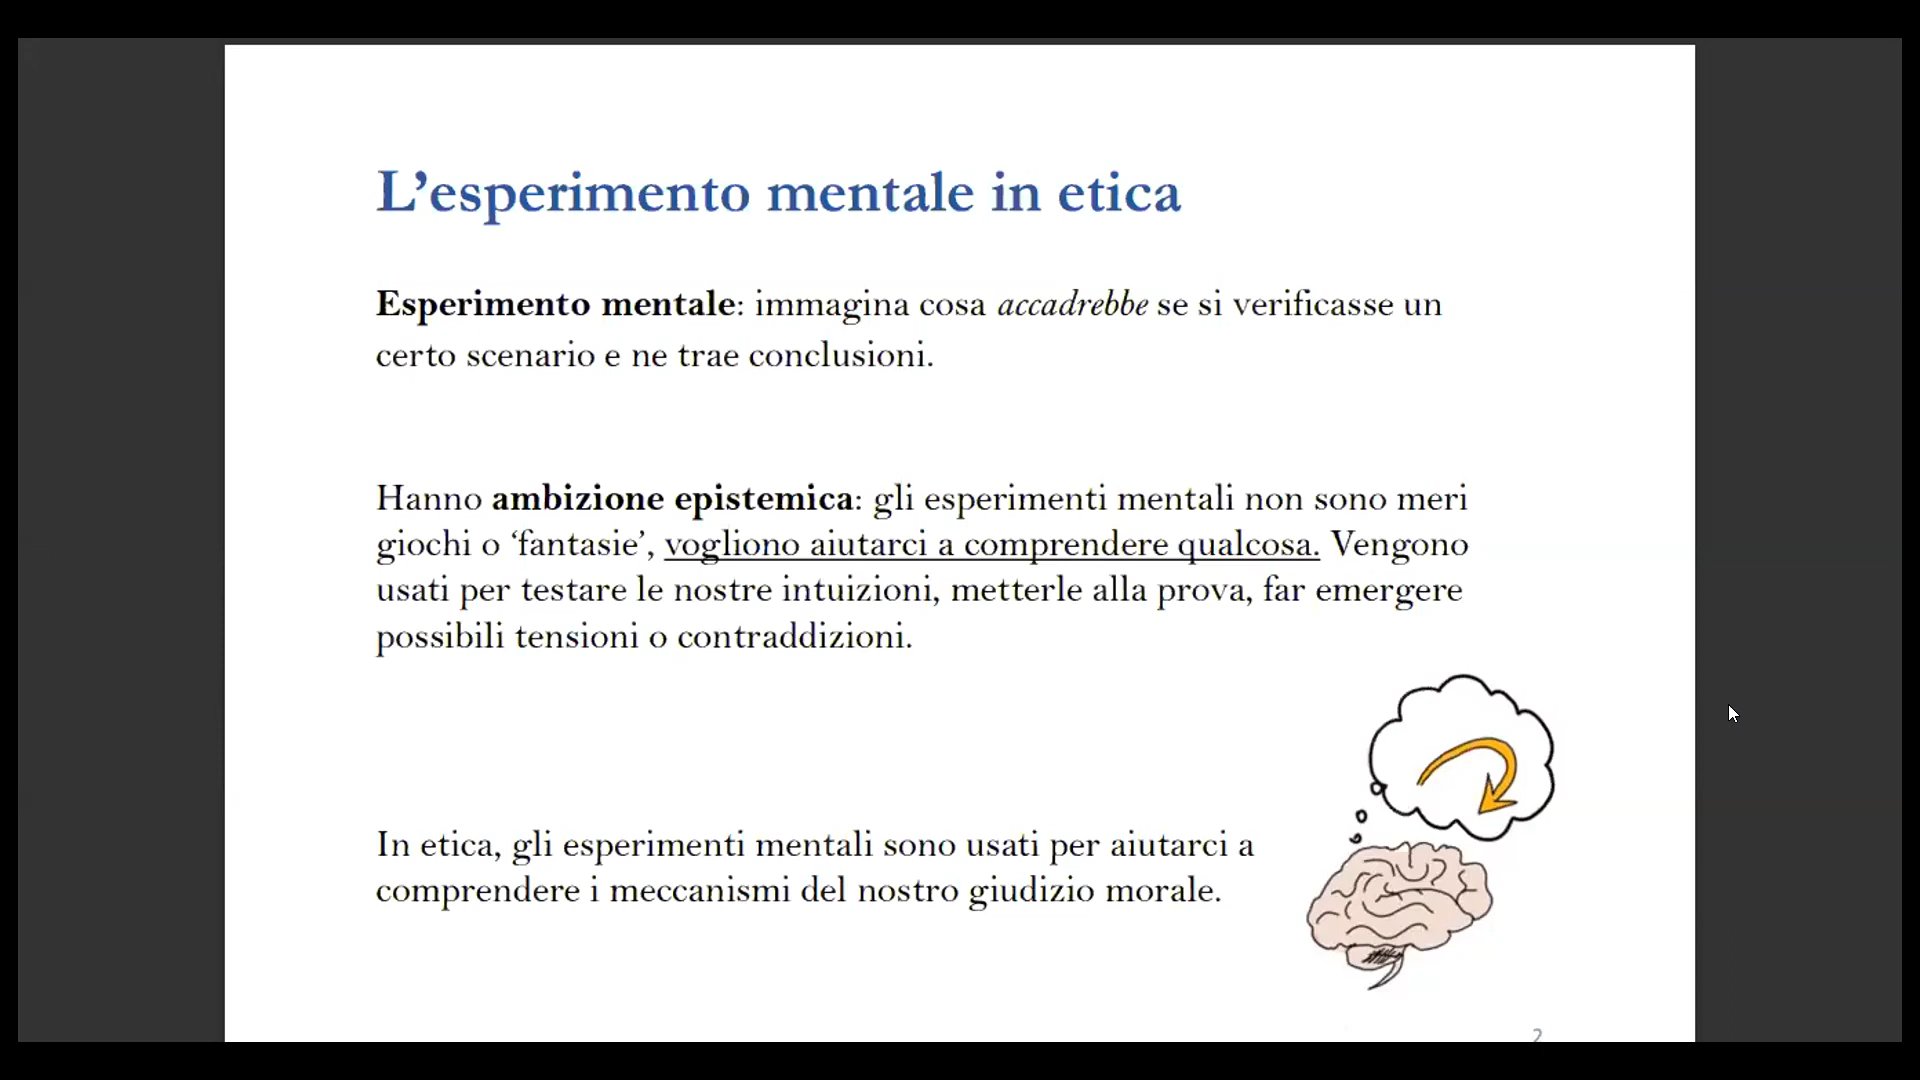 L’esperimento mentale in etica
Esperimento mentale: immagina cosa accadrebbe se si verificasse un
certo scenario e ne trae conclusioni.
Hanno ambizione epistemica: gli esperimenti mentali non sono meri
giochi o ‘fantasie’, vogliono aiutarci a comprendere qualcosa. Vengono
usati per testare le nostre intuizioni, metterle alla prova, far emergere
possibili tensioni o contraddizioni.
In etica, gli esperimenti mentali sono usati per aiutarci a
comprendere i meccanismi del nostro giudizio morale.
2